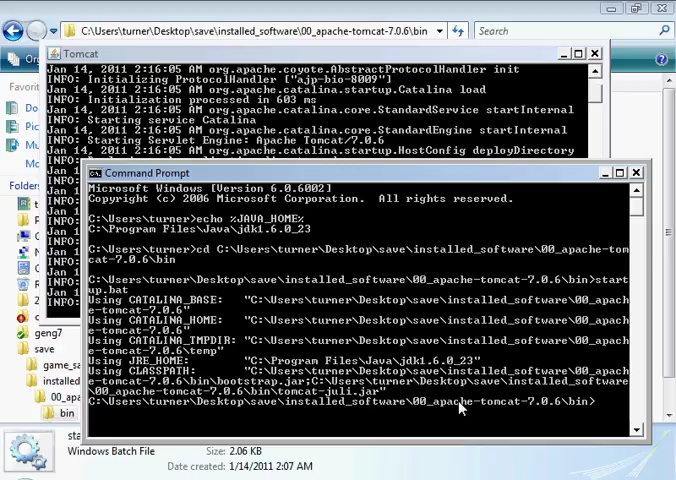 C:\Users\turner\Desktop\save\installed_software\00_apache-tomcat-7.0.6\bin
Search
Tomcat
Jan 14, 2011 2:16:05 AM org.apache.coyote.AbstractProtocolHandler init
INFO: Initializing ProtocolHandler ["ajp-bio-8009"]
Jan 14, 2011 2:16:05 AM org.apache.catalina.startup.Catalina load
INFO: Initialization processed in 603 ms
Jan 14, 2011 2:16:05 AM org.apache.catalina.core.StandardService startInternal
INFO: Starting service Catalina
Jan 14, 2011 2:16:05 AM org.apache.catalina.core.StandardEngine startInternal
INFO: Starting Servlet Engine: Apache Tomcat/7.0.6
Jan 14, 2011 2:16:05 AM org.apache.catalina.startup.HostConfig deployDirectory
Command Prompt
Microsoft Windows [Version 6.0.6002]
Copyright (c) 2006 Microsoft Corporation.  All rights reserved.
C:\Users\turner>echo %JAVA_HOME%
C:\Program Files\Java\jdk1.6.0_23
C:\Users\turner>cd C:\Users\turner\Desktop\save\installed_software\00_apache-tom
cat-7.0.6\bin
C:\Users\turner\Desktop\save\installed_software\00_apache-tomcat-7.0.6\bin>start
up.bat
Using CATALINA_BASE:   "C:\Users\turner\Desktop\save\installed_software\00_apach
e-tomcat-7.0.6"
Using CATALINA_HOME:   "C:\Users\turner\Desktop\save\installed_software\00_apach
e-tomcat-7.0.6"
Using CATALINA_TMPDIR: "C:\Users\turner\Desktop\save\installed_software\00_apach
e-tomcat-7.0.6\temp"
Using JRE_HOME:        "C:\Program Files\Java\jdk1.6.0_23"
Using CLASSPATH:       "C:\Users\turner\Desktop\save\installed_software\00_apach
e-tomcat-7.0.6\bin\bootstrap.jar;C:\Users\turner\Desktop\save\installed_software
\00_apache-tomcat-7.0.6\bin\tomcat-juli.jar"
C:\Users\turner\Desktop\save\installed_software\00_apache-tomcat-7.0.6\bin>
Folders
geng7
save
game_sa
installed
00_apa
bin
sta
Windows Batch File
Size: 2.06 KB
Date created: 1/14/2011 2:07 AM